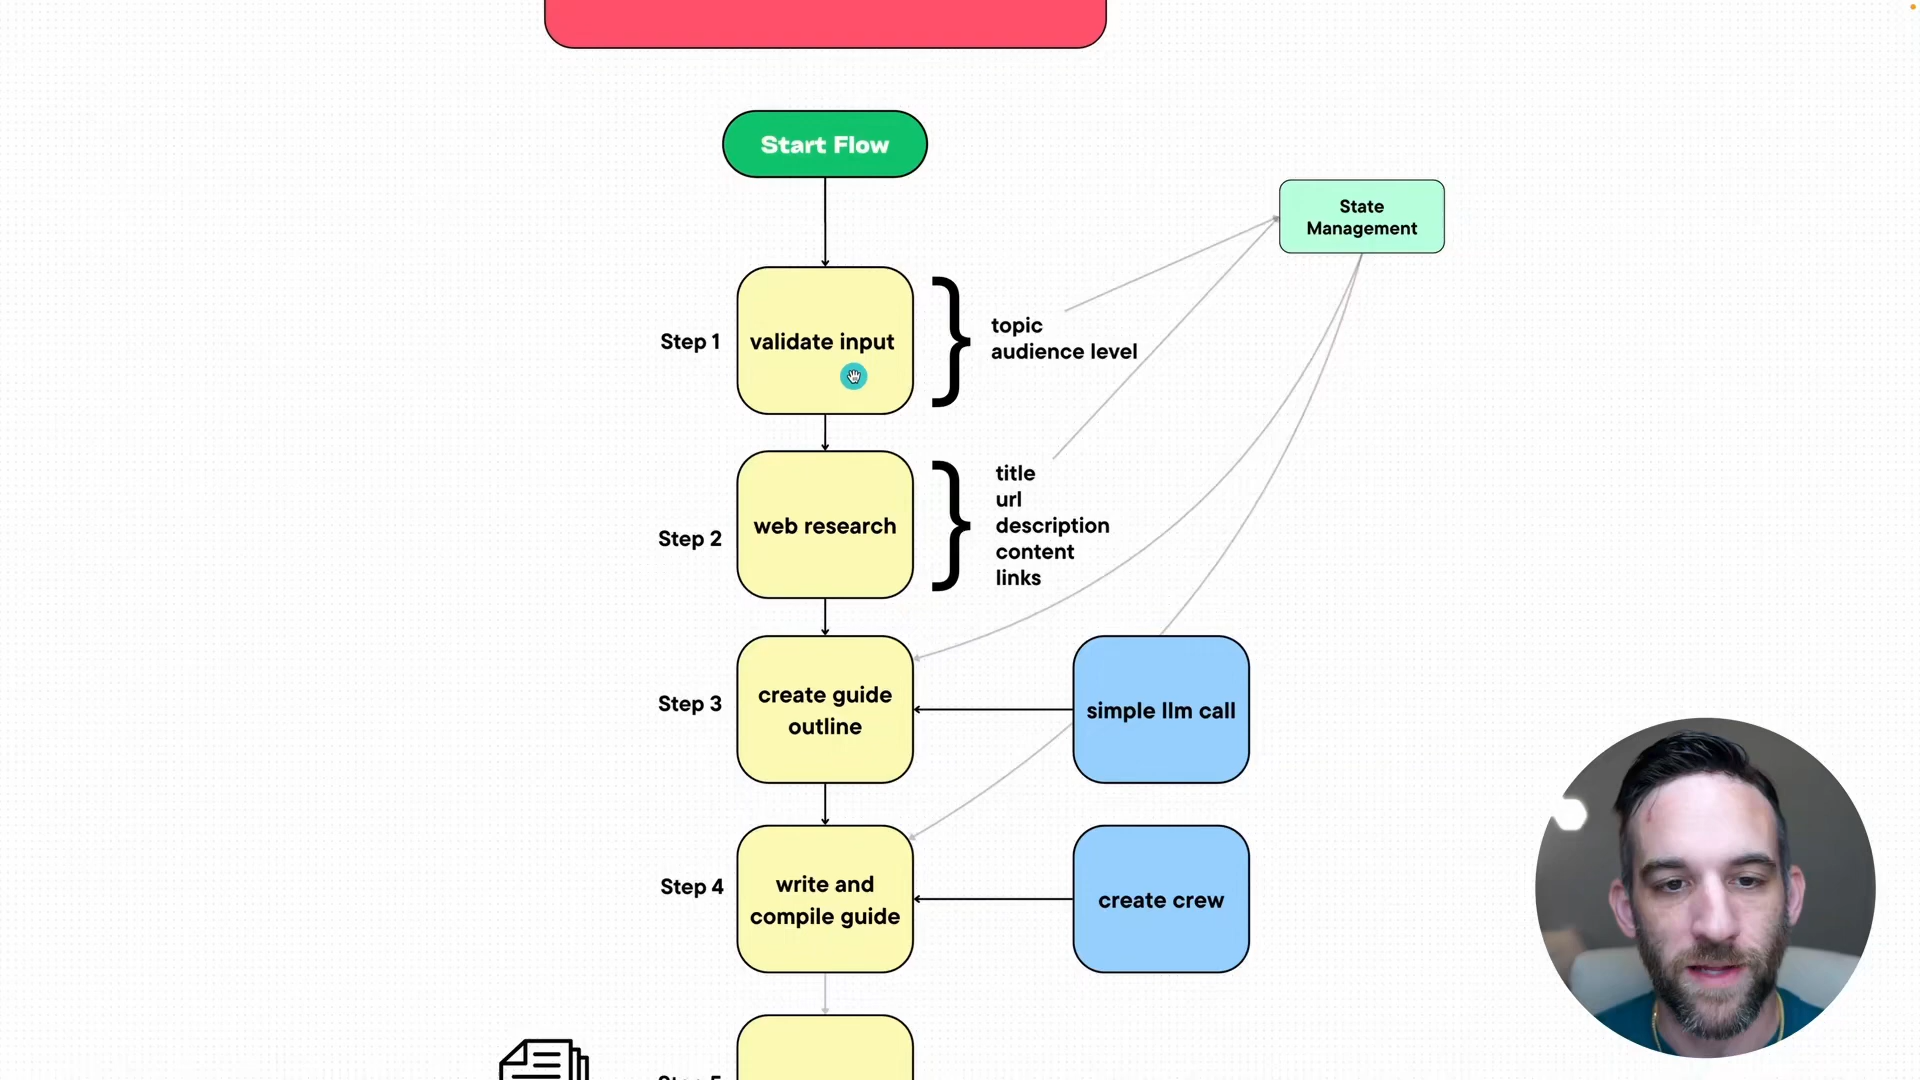 Start Flow
State
Management
Step 1
validate input
topic
audience level
Step 2
web research
title
url
description
content
links
Step 3
create guide
outline
simple llm call
Step 4
write and
compile guide
create crew